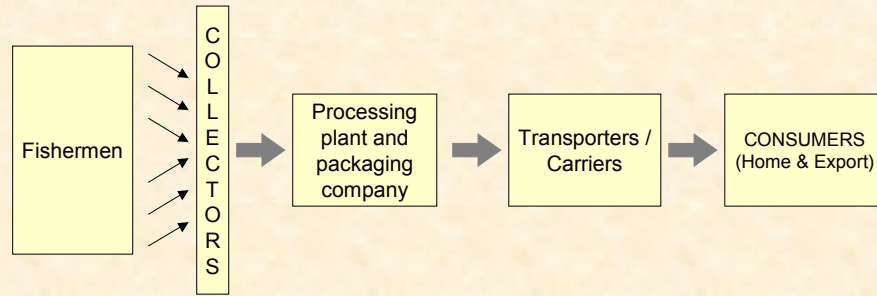 Fishermen
C
O
L
L
E
C
T
O
R
S
Processing
plant and
packaging
company
Transporters /
Carriers
CONSUMERS
(Home & Export)